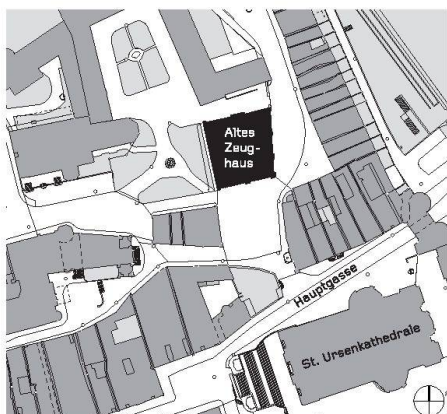 Altes
Zeug-
haus
Hauptgasse
St. Ursenkathedrale